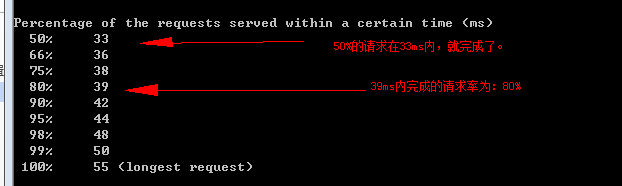 Percentage of the requests served within a certain time (ms)
50% 33
50%的请求在33ms内，就完成了。
66% 36
75% 38
80% 39
39ms内完成的请求率为：80%
90% 42
95% 44
98% 48
99% 50
100% 55 (longest request)